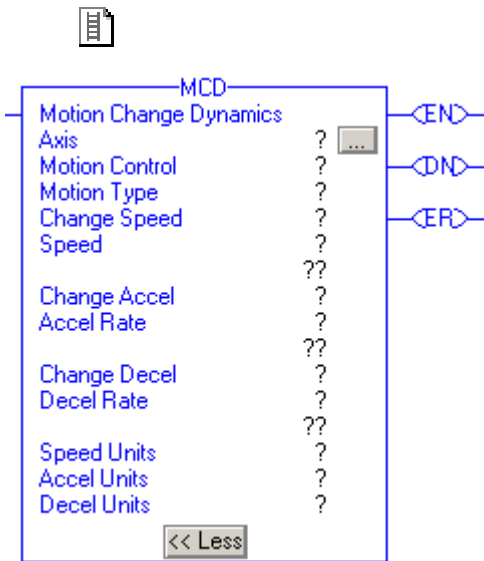 MCD
Motion Change Dynamics EN
Axis ? ...
Motion Control ? DN
Motion Type ?
Change Speed ? ER
Speed ?
??
Change Accel ?
Accel Rate ?
??
Change Decel ?
Decel Rate ?
??
Speed Units ?
Accel Units ?
Decel Units ?
<< Less